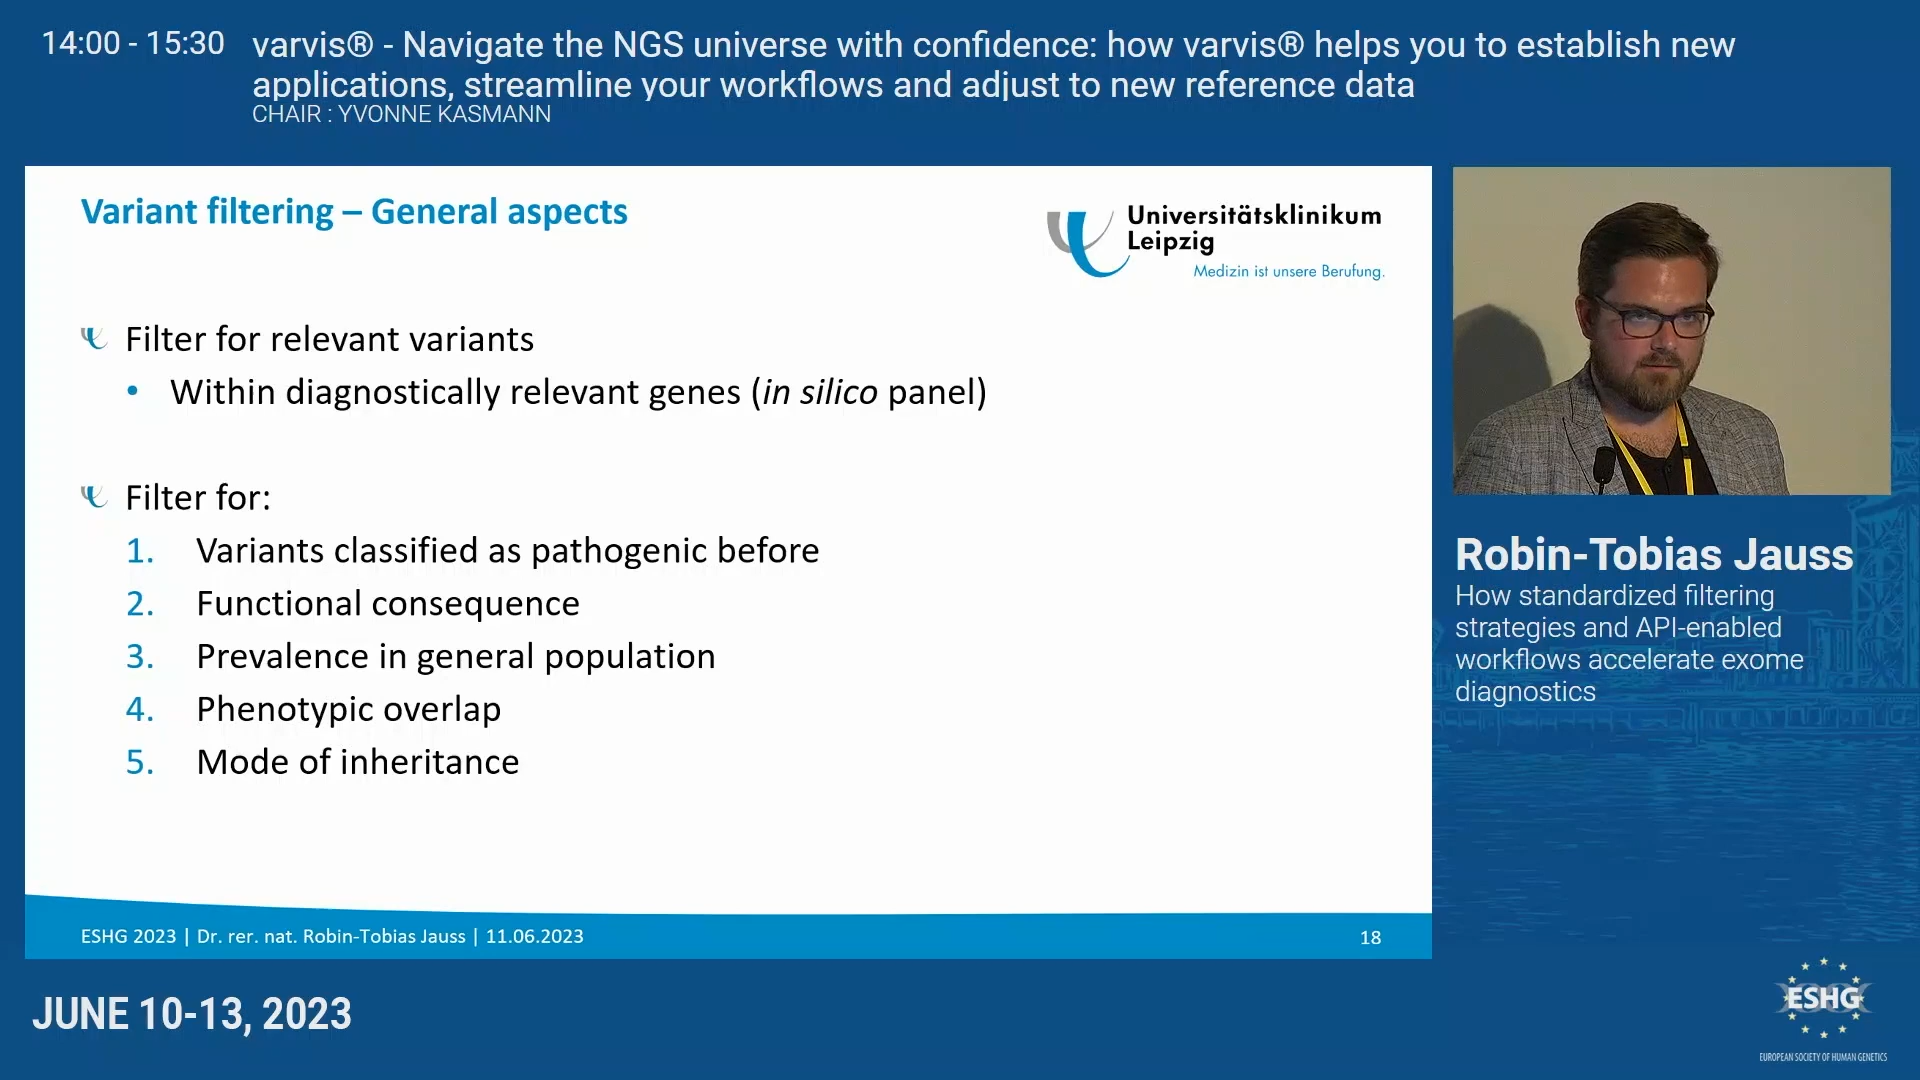 14:00 - 15:30
varvis® - Navigate the NGS universe with confidence: how varvis® helps you to establish new
applications, streamline your workflows and adjust to new reference data
CHAIR : YVONNE KASMANN
Variant filtering – General aspects
Universitätsklinikum
Leipzig
Medizin ist unsere Berufung.
Filter for relevant variants
• Within diagnostically relevant genes (in silico panel)
Filter for:
1. Variants classified as pathogenic before
2. Functional consequence
3. Prevalence in general population
4. Phenotypic overlap
5. Mode of inheritance
ESHG 2023 | Dr. rer. nat. Robin-Tobias Jauss | 11.06.2023
18
Robin-Tobias Jauss
How standardized filtering
strategies and API-enabled
workflows accelerate exome
diagnostics
JUNE 10-13, 2023
ESHG
EUROPEAN SOCIETY OF HUMAN GENETICS